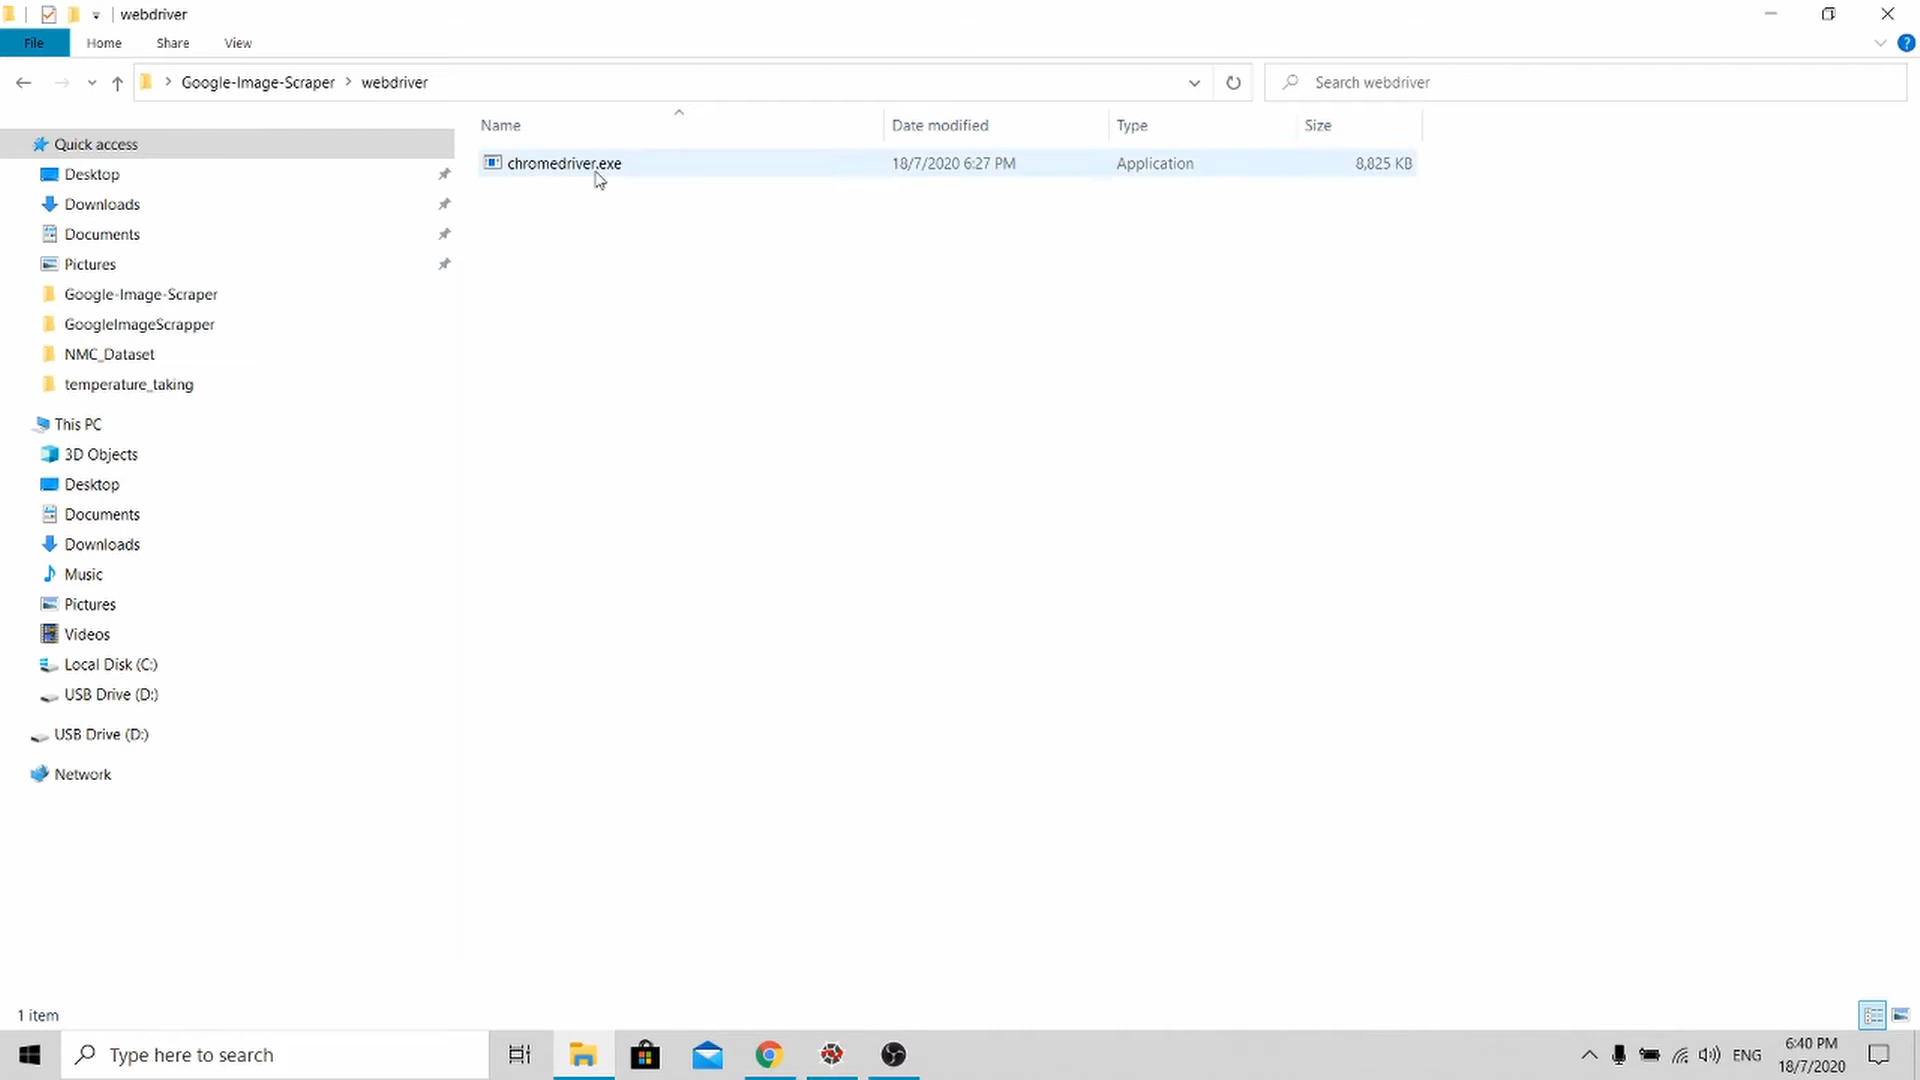 webdriver
File Home Share View
Google-Image-Scraper webdriver
Search webdriver
Name Date modified Type Size
chromedriver.exe 18/7/2020 6:27 PM Application 8,825 KB
Quick access
Desktop
Downloads
Documents
Pictures
Google-Image-Scraper
GoogleImageScrapper
NMC_Dataset
temperature_taking
This PC
3D Objects
Desktop
Documents
Downloads
Music
Pictures
Videos
Local Disk (C:)
USB Drive (D:)
USB Drive (D:)
Network
1 item
Type here to search
ENG
6:40 PM
18/7/2020